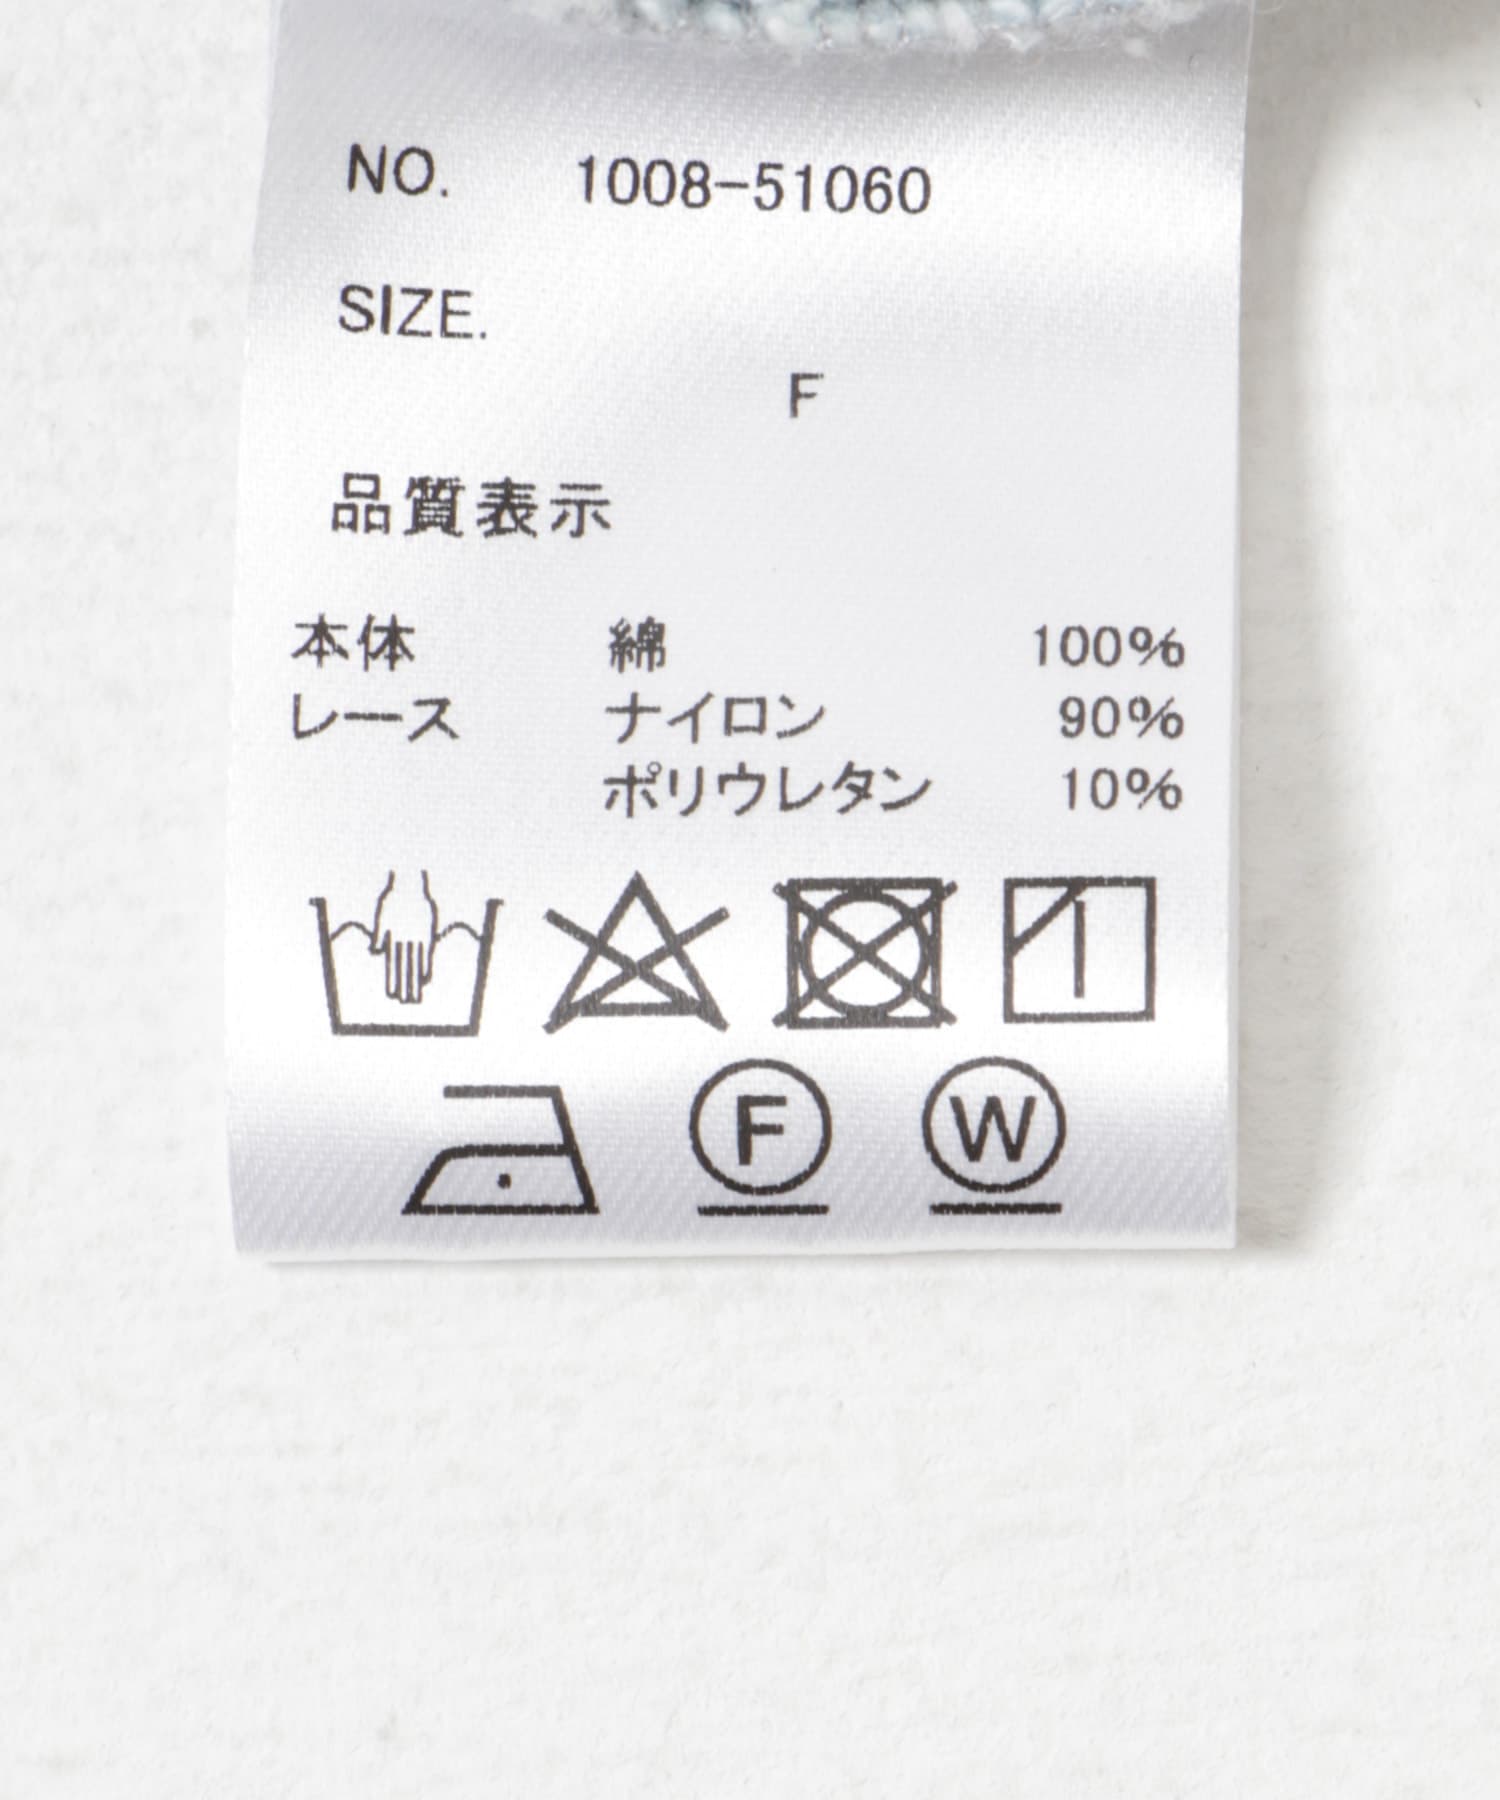 NO. 1008-51060
SIZE.
F
品質表示
本体 綿 100%
レース ナイロン 90%
ポリウレタン 10%
F W